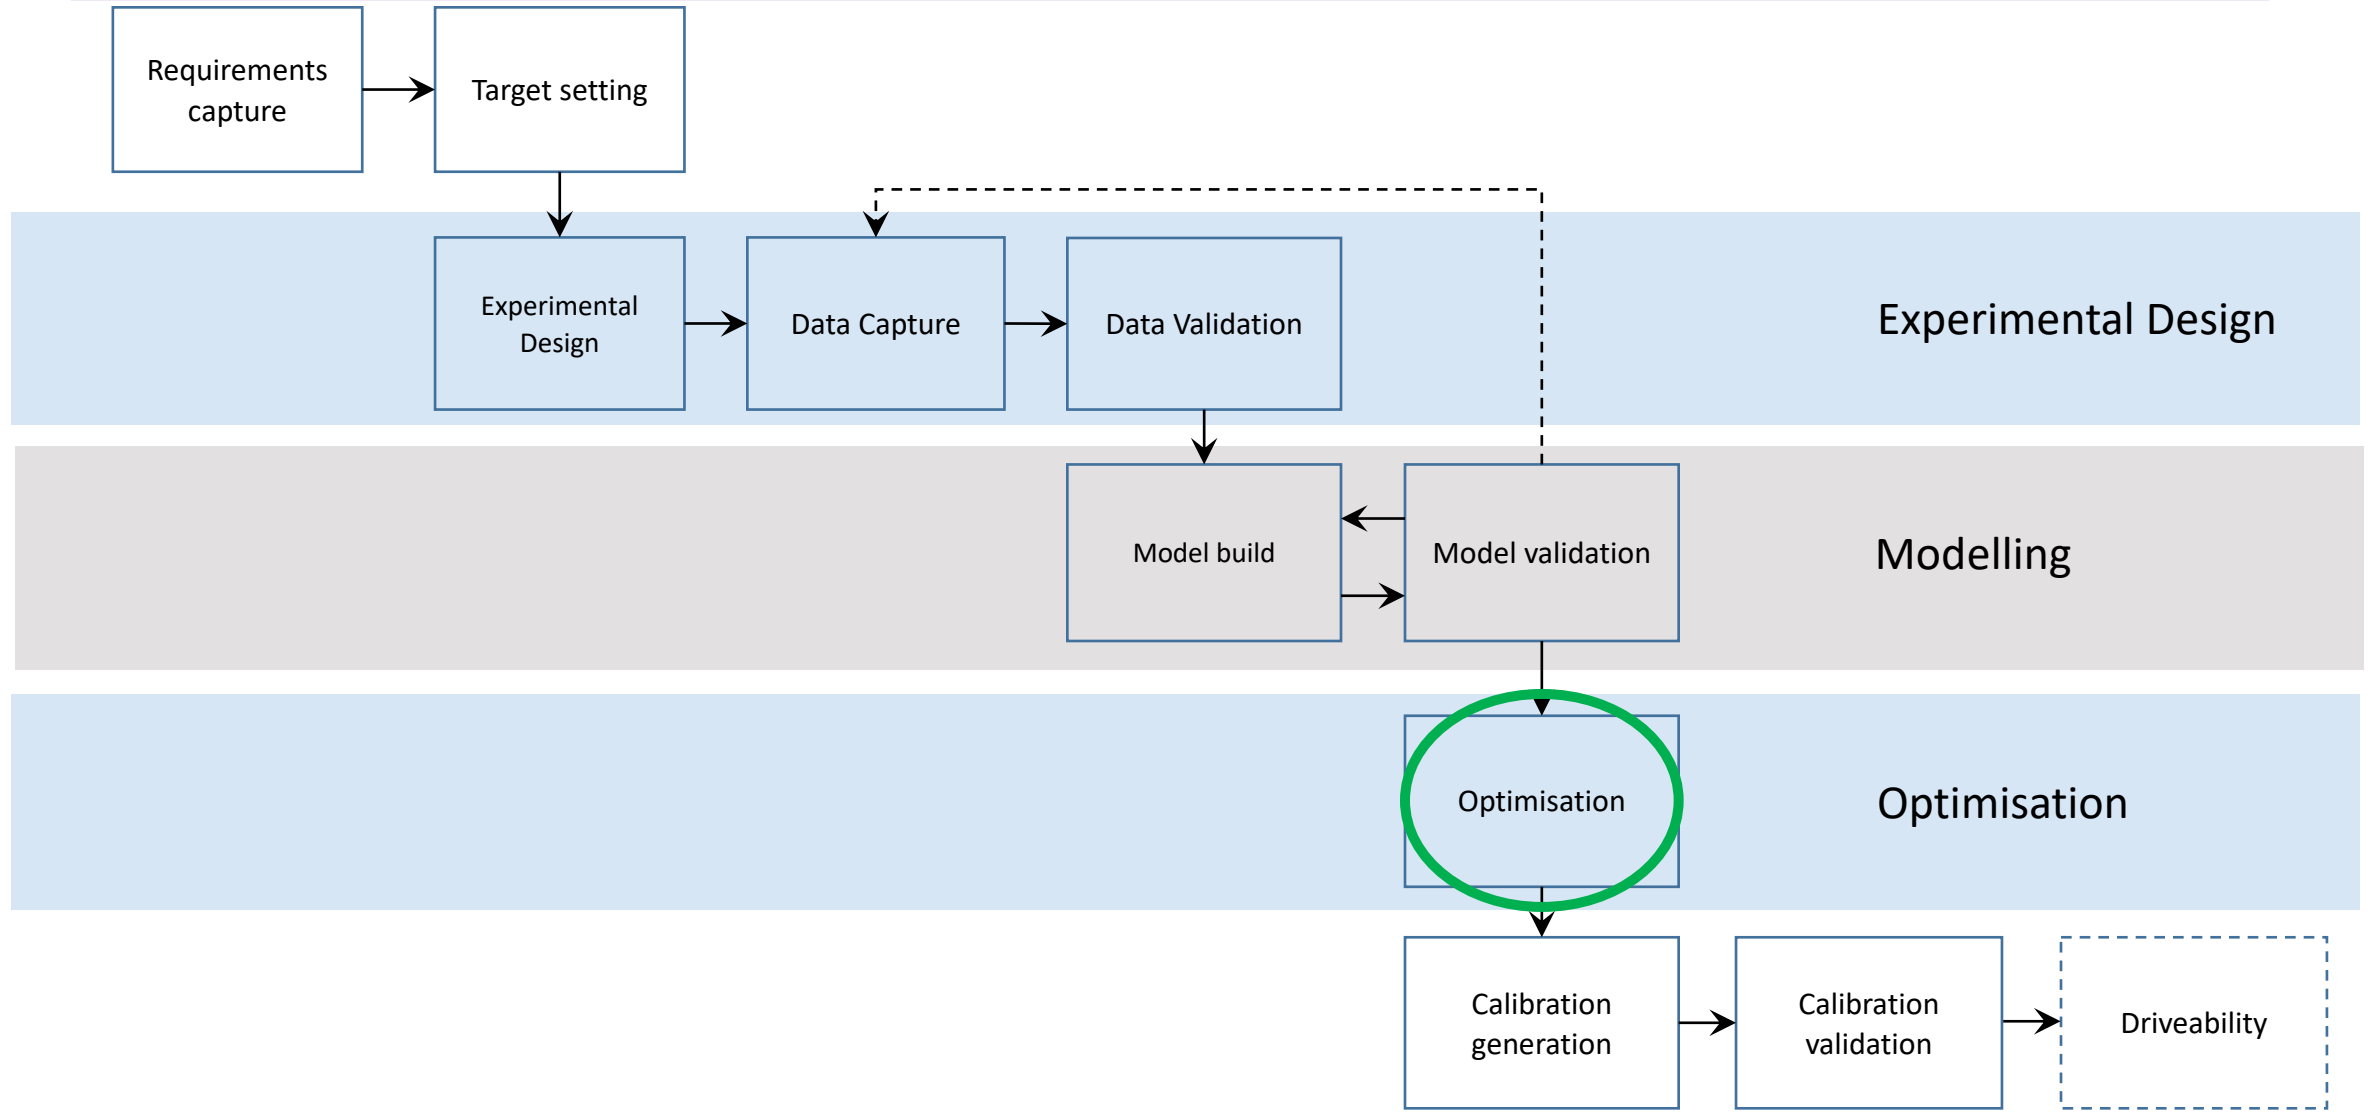 Requirements
capture
Target setting
Experimental
Design
Data Capture
Data Validation
Experimental Design
Model build
Model validation
Modelling
Optimisation
Optimisation
Calibration
generation
Calibration
validation
Driveability